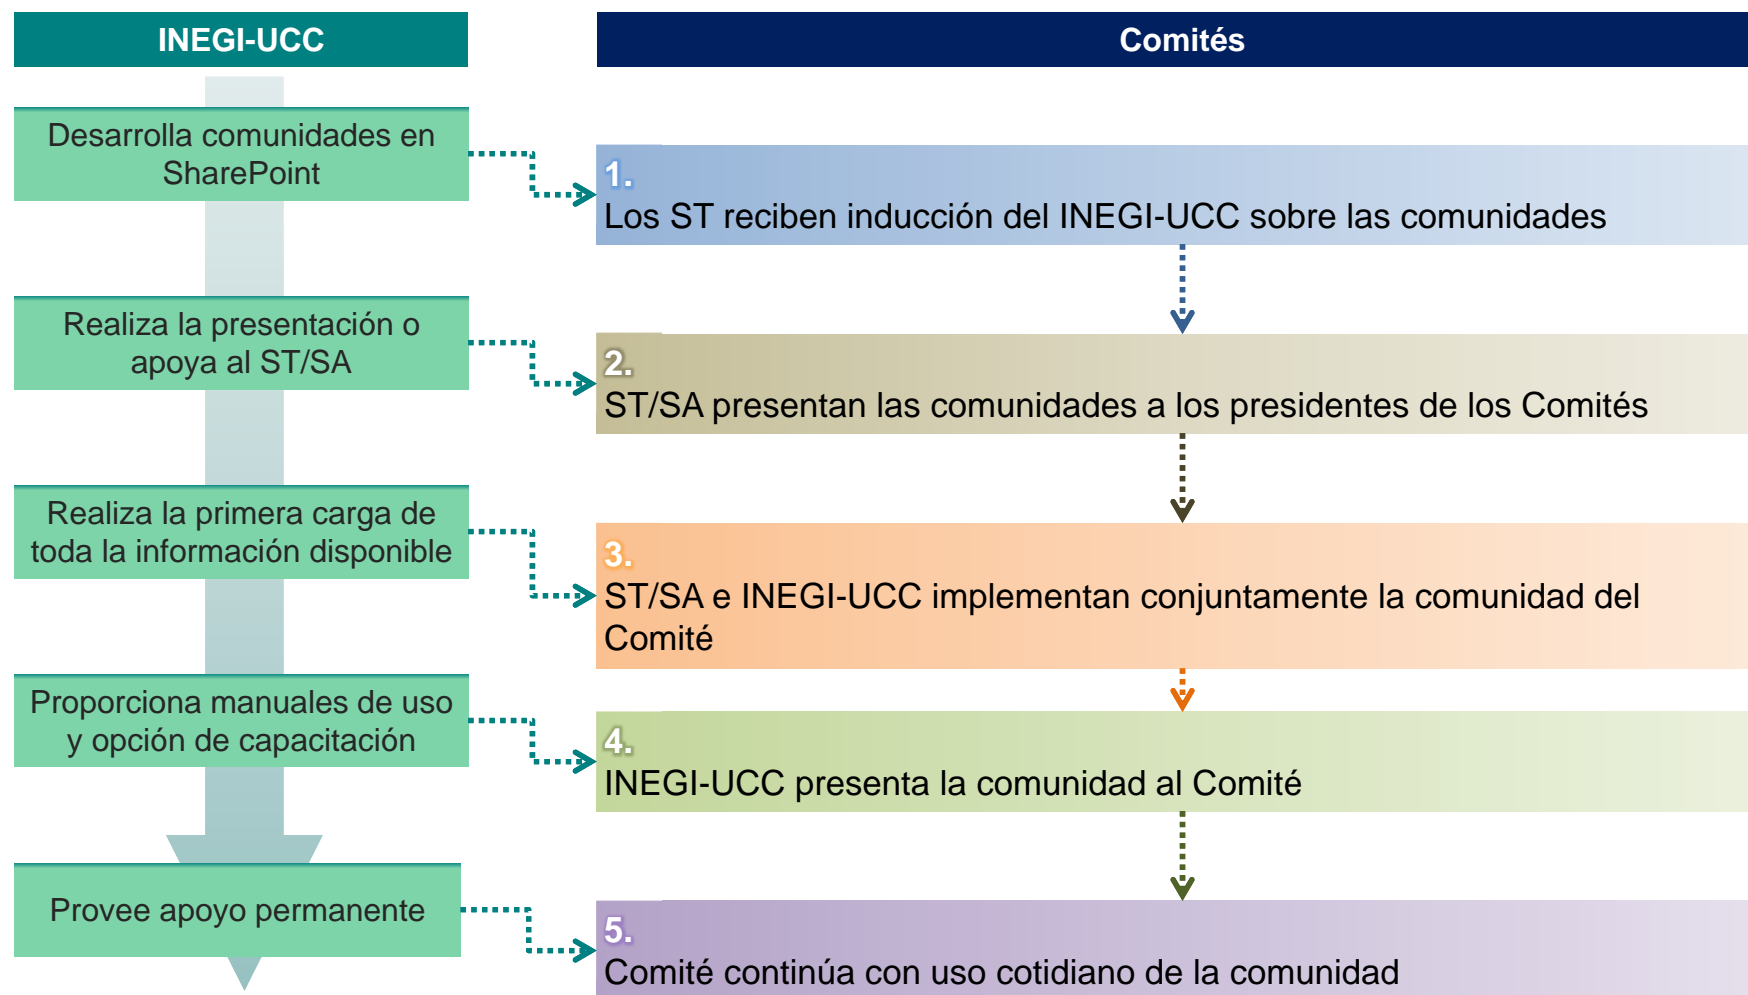 INEGI-UCC
Comités
Desarrolla comunidades en
SharePoint
1.
Los ST reciben inducción del INEGI-UCC sobre las comunidades
Realiza la presentación o
apoya al ST/SA
2.
ST/SA presentan las comunidades a los presidentes de los Comités
Realiza la primera carga de
toda la información disponible
3.
ST/SA e INEGI-UCC implementan conjuntamente la comunidad del
Comité
Proporciona manuales de uso
y opción de capacitación
4.
INEGI-UCC presenta la comunidad al Comité
Provee apoyo permanente
5.
Comité continúa con uso cotidiano de la comunidad